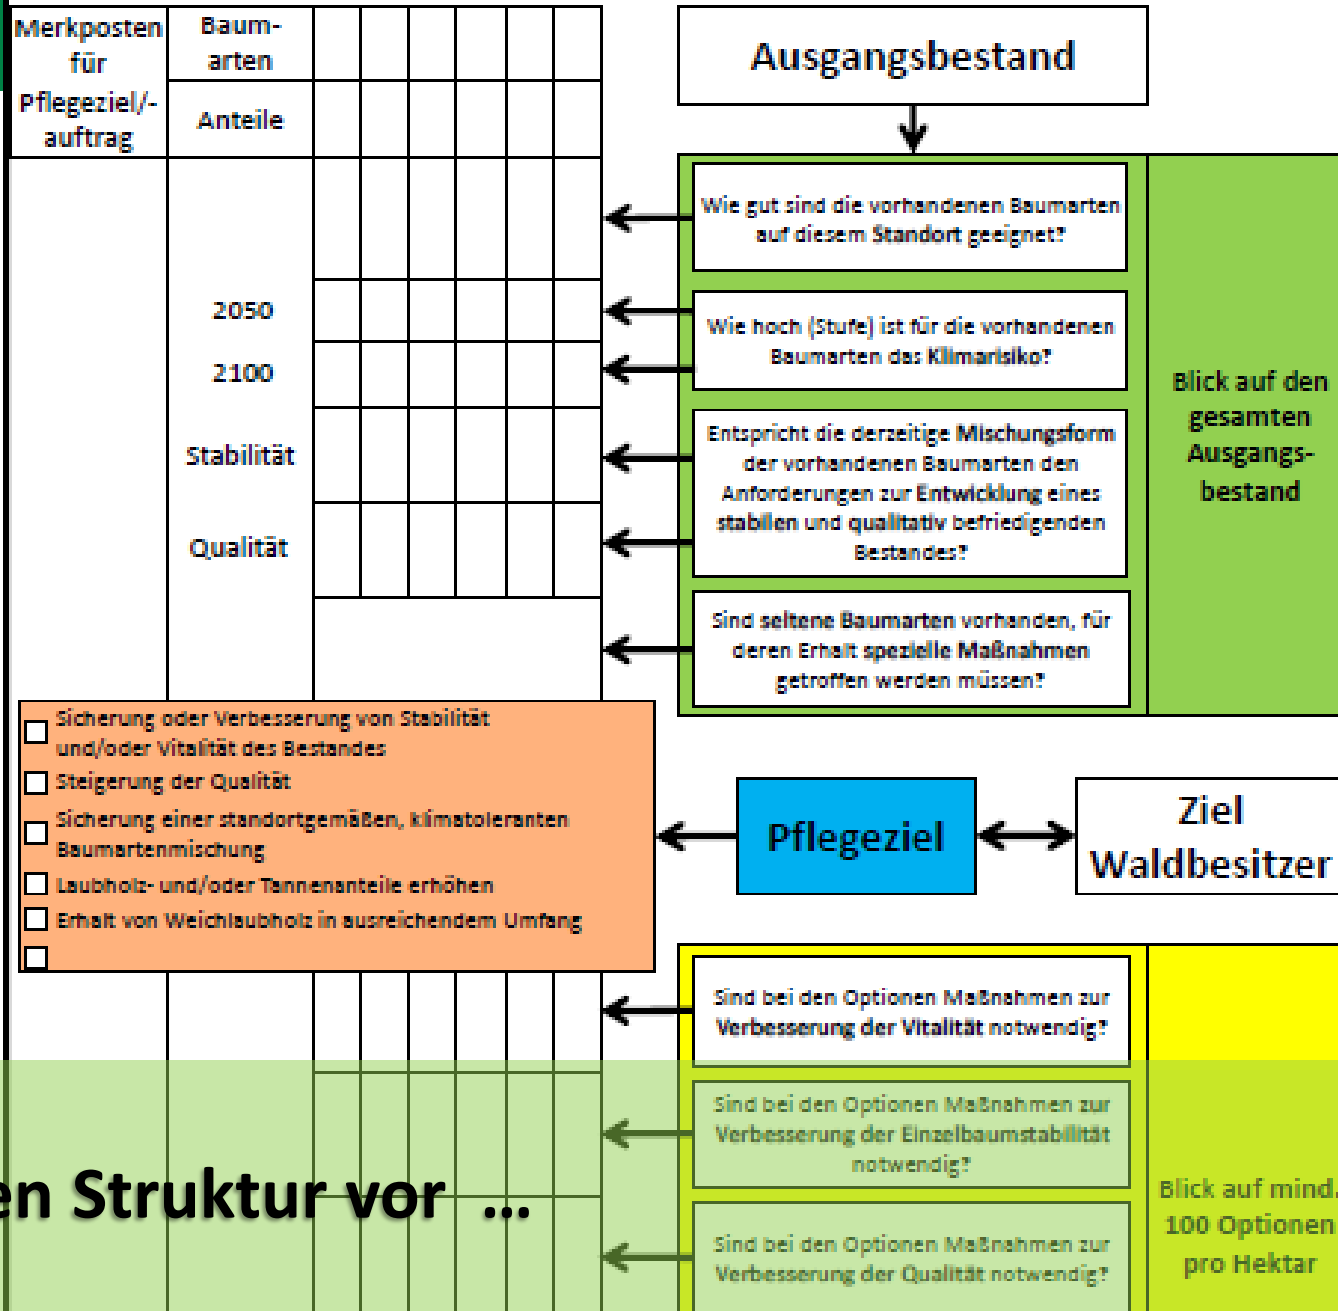 Merkposten
für
Pflegeziel/-
auftrag
Baum-
arten
Anteile
2050
2100
Stabilität
Qualität
Ausgangsbestand
Wie gut sind die vorhandenen Baumarten
auf diesem Standort geeignet?
Wie hoch (Stufe) ist für die vorhandenen
Baumarten das Klimarisiko?
Entspricht die derzeitige Mischungsform
der vorhandenen Baumarten den
Anforderungen zur Entwicklung eines
stabilen und qualitativ befriedigenden
Bestandes?
Sind seltene Baumarten vorhanden, für
deren Erhalt spezielle Maßnahmen
getroffen werden müssen?
Blick auf den
gesamten
Ausgangs-
bestand
Sicherung oder Verbesserung von Stabilität
und/oder Vitalität des Bestandes
Steigerung der Qualität
Sicherung einer standortgemäßen, klimatoleranten
Baumartenmischung
Laubholz- und/oder Tannenanteile erhöhen
Erhalt von Weichlaubholz in ausreichendem Umfang
Pflegeziel
Ziel
Waldbesitzer
Sind bei den Optionen Maßnahmen zur
Verbesserung der Vitalität notwendig?
Sind bei den Optionen Maßnahmen zur
Verbesserung der Einzelbaumstabilität
notwendig?
Sind bei den Optionen Maßnahmen zur
Verbesserung der Qualität notwendig?
Blick auf mind.
100 Optionen
pro Hektar
en Struktur vor ...